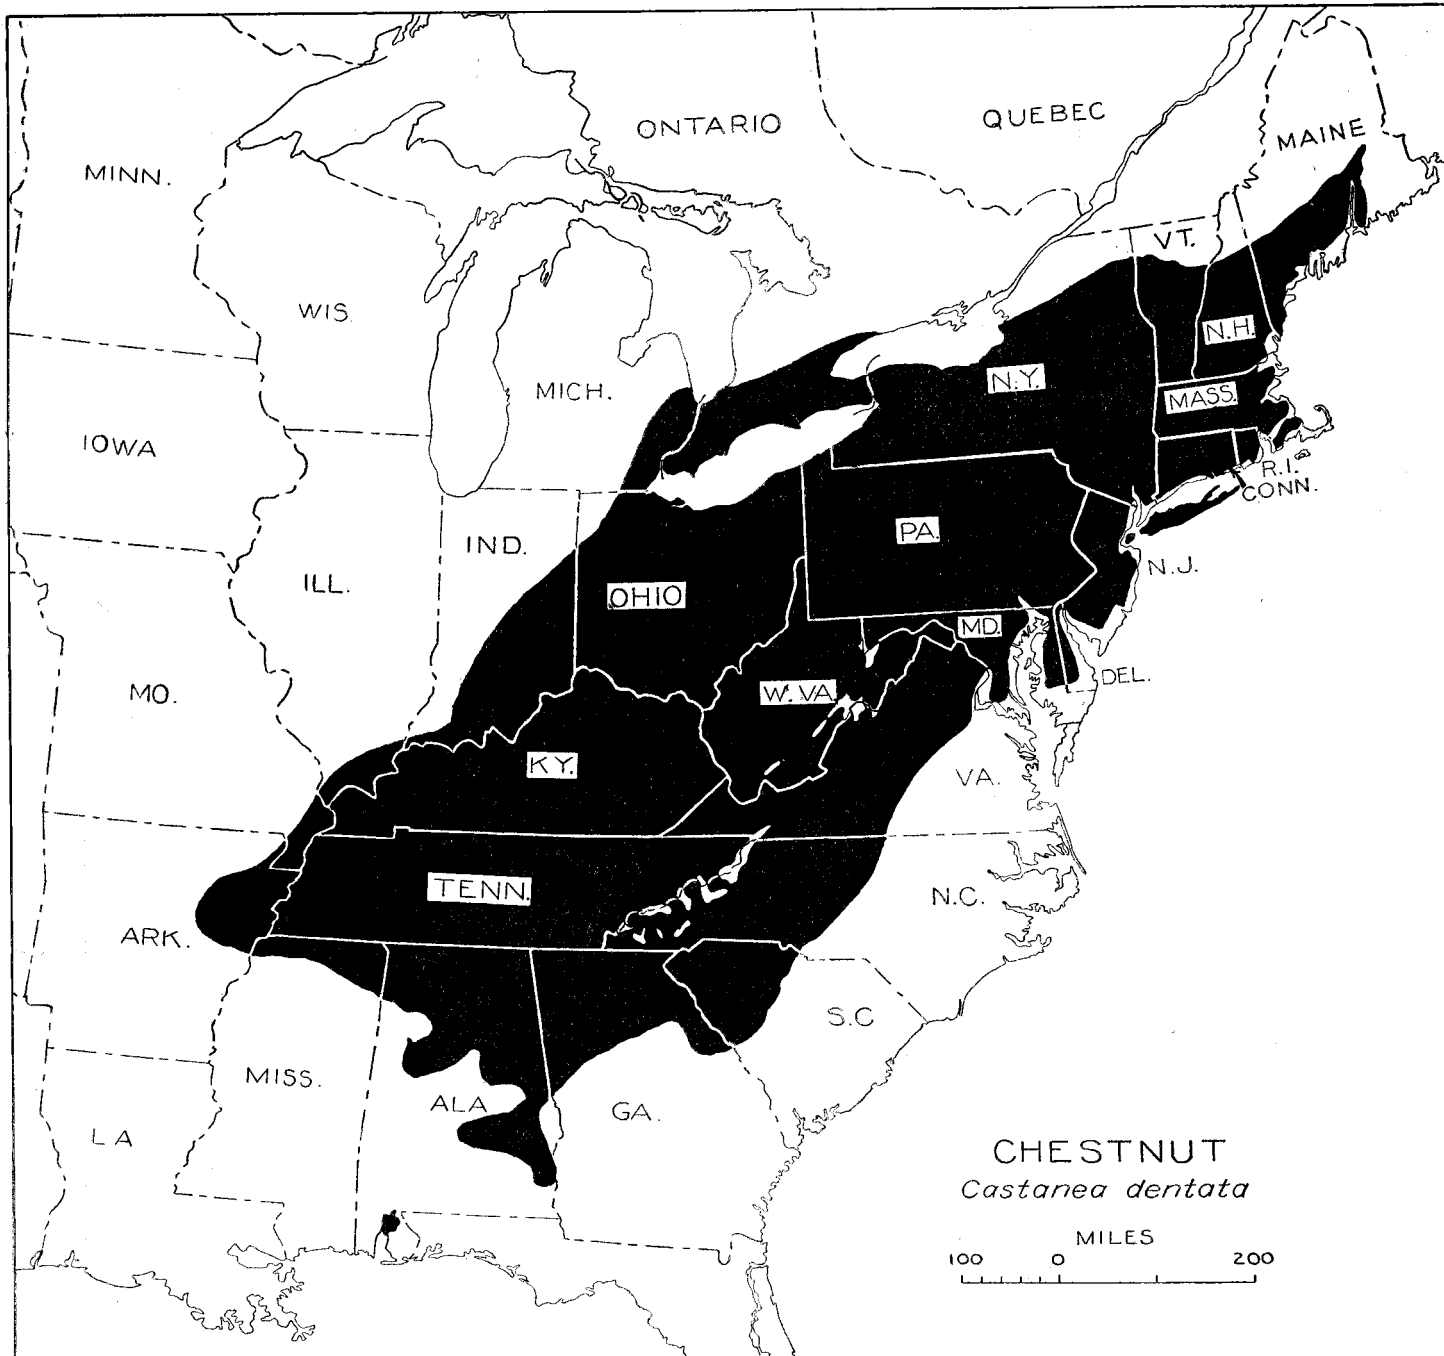 ONTARIO
QUEBEC
MAINE
MINN.
VT.
WIS.
N.H.
MICH.
N.Y.
MASS.
IOWA
R.I.
CONN.
IND.
PA.
N.J.
ILL.
OHIO
MD.
DEL.
MO.
W.VA.
KY.
VA.
TENN.
N.C.
ARK.
S.C
MISS.
ALA
GA.
LA
CHESTNUT
Castanea dentata
MILES
100 0 200